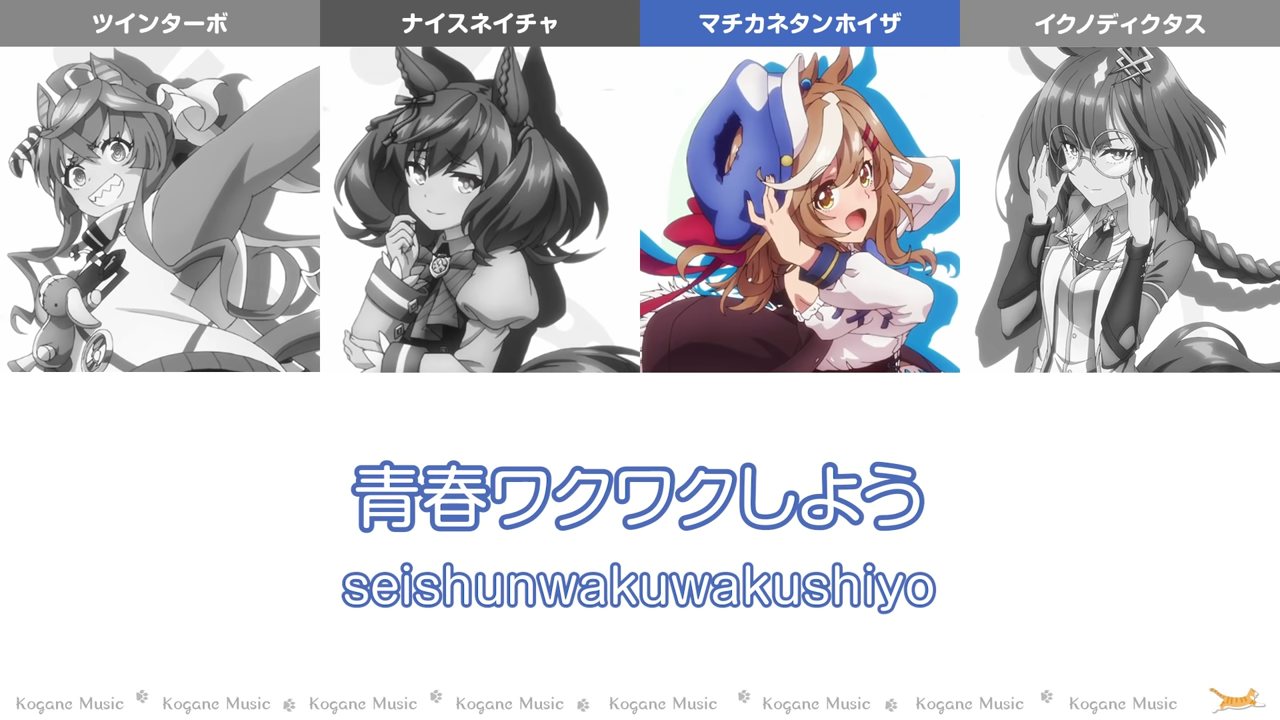 ツインターボ
ナイスネイチャ
マチカネタンホイザ
イクノディクタス
青春ワクワクしよう
seishunwakuwakushiyo
Kogane Music Kogane Music Kogane Music Kogane Music Kogane Music Kogane Music Kogane Music Kogane Music